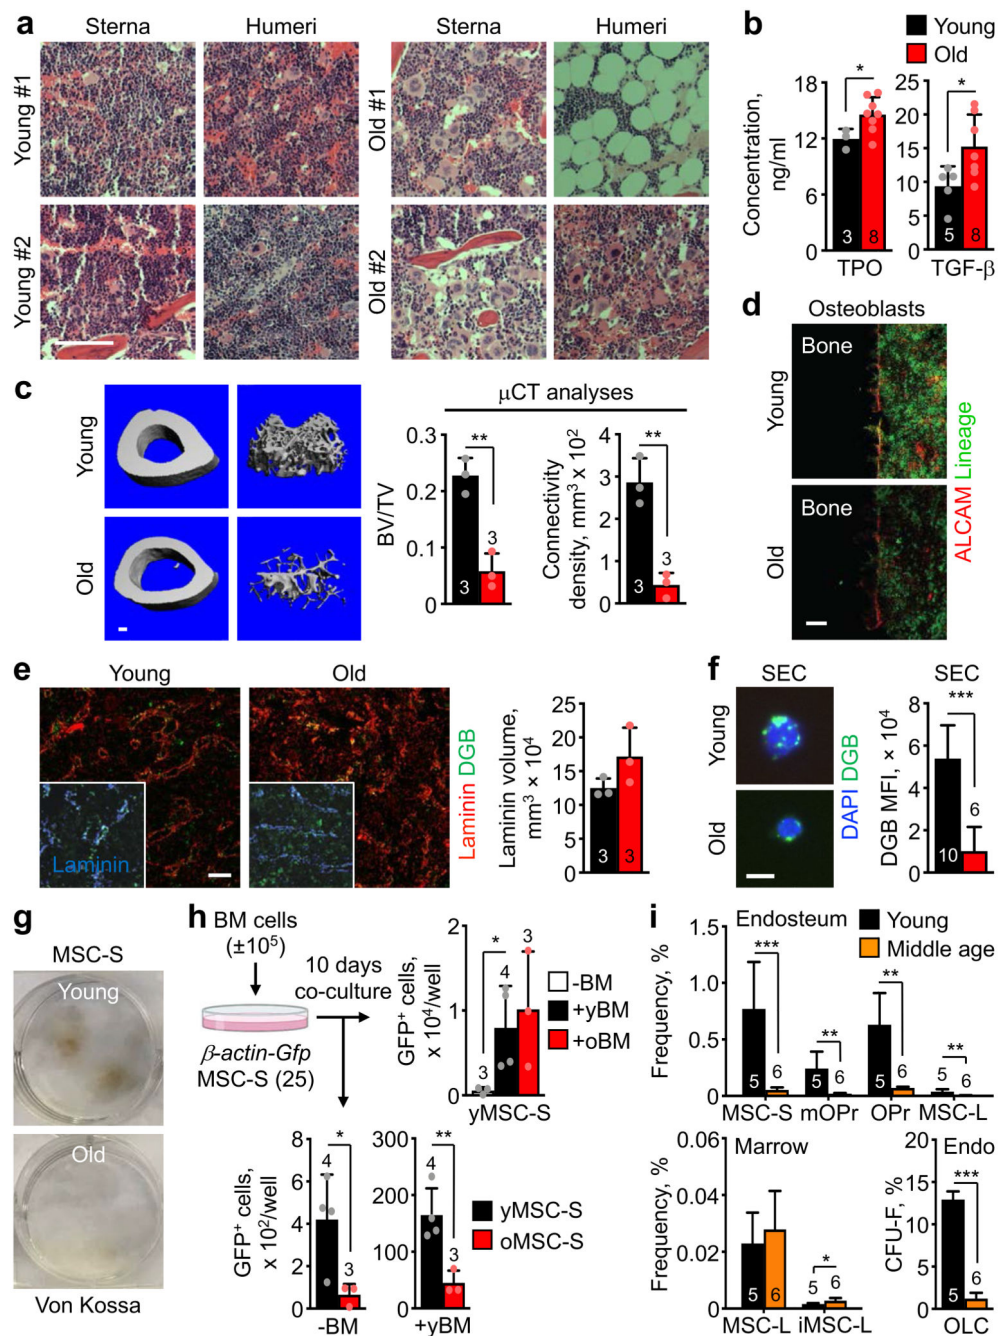 a
Sterna
Humeri
Sterna
Humeri
Young #1
Old #1
Young #2
Old #2
b
Young
Old
Concentration,
ng/ml
*
18
12
6
0
3
8
TPO
*
25
20
15
10
5
0
5
8
TGF-β
c
Young
Old
μCT analyses
BV/TV
0.3
0.2
0.1
0
**
3
3
Connectivity
density, mm³ x 10²
4
3
2
1
0
**
3
3
d
Osteoblasts
Young
Bone
Old
Bone
ALCAM Lineage
e
Young
Old
Laminin
Laminin DGB
Laminin volume,
mm³ × 10⁴
25
20
15
10
5
0
3
3
f
SEC
Young
Old
DAPI DGB
SEC
DGB MFI, × 10⁴
8
6
4
2
0
***
10
6
g
MSC-S
Young
Old
Von Kossa
h
BM cells
(±10⁵)
10 days
co-culture
β-actin-Gfp
MSC-S (25)
GFP⁺ cells,
x 10⁴/well
2
1
0
*
3
4
3
yMSC-S
-BM
+yBM
+oBM
GFP⁺ cells,
x 10²/well
8
6
4
2
0
*
4
3
-BM
300
200
100
0
**
4
3
+yBM
yMSC-S
oMSC-S
i
Endosteum
Young
Middle age
Frequency, %
1.5
1.0
0.5
0
***
**
**
**
5
6
5
6
5
6
5
6
MSC-S
mOPr
OPr
MSC-L
Marrow
Frequency, %
0.06
0.04
0.02
0
5
6
*
5
6
MSC-L
iMSC-L
Endo
CFU-F, %
20
15
10
5
0
***
5
6
OLC